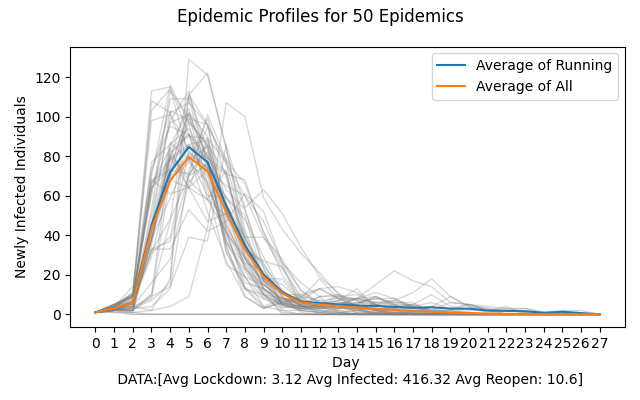 Epidemic Profiles for 50 Epidemics
Newly Infected Individuals
Average of Running
Average of All
120
100
80
60
40
20
0
0 1 2 3 4 5 6 7 8 9 10 11 12 13 14 15 16 17 18 19 20 21 22 23 24 25 26 27
Day
DATA:[Avg Lockdown: 3.12 Avg Infected: 416.32 Avg Reopen: 10.6]